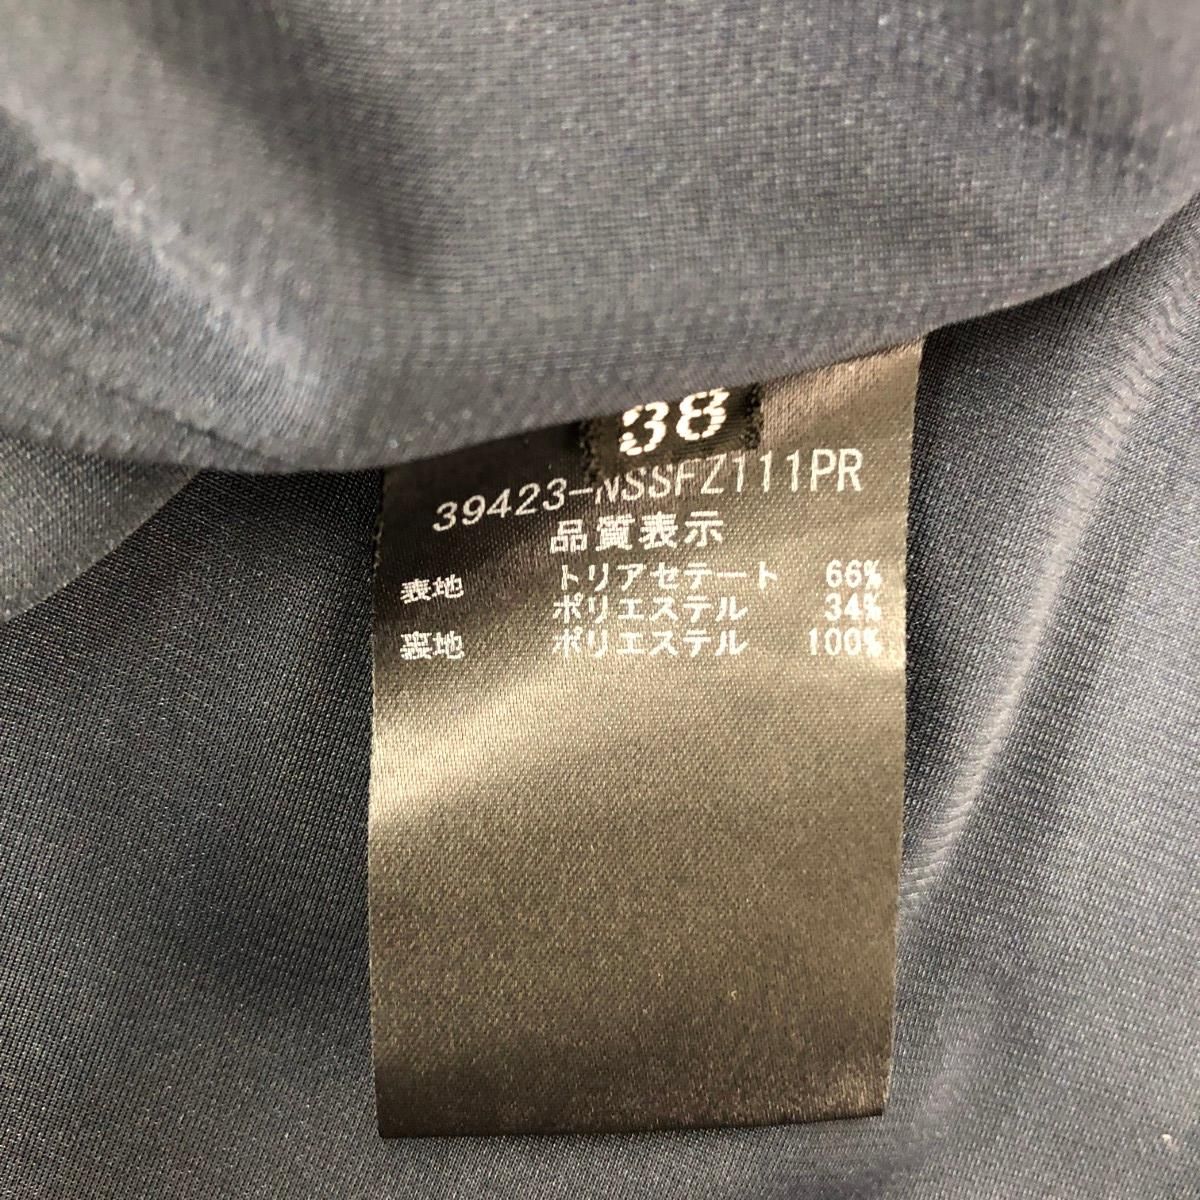 38
39423-NSSFZ111PR
品質表示
表地 トリアセテート 66%
ポリエステル 34%
裏地 ポリエステル 100%